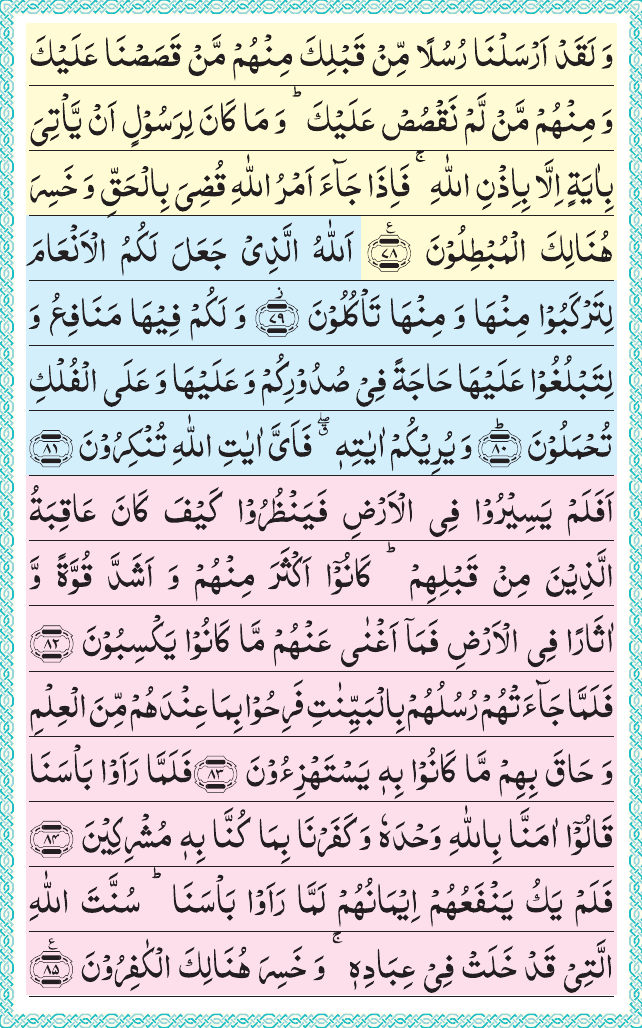 وَ لَقَدۡ اَرۡسَلۡنَا رُسُلًا مِّنۡ قَبۡلِكَ مِنۡهُمۡ مَّنۡ قَصَصۡنَا عَلَيۡكَ
وَ مِنۡهُمۡ مَّنۡ لَّمۡ نَقۡصُصۡ عَلَيۡكَ ؕ وَ مَا كَانَ لِرَسُوۡلٍ اَنۡ يَّاۡتِىَ
بِاٰيَةٍ اِلَّا بِاِذۡنِ اللّٰهِ ۚ فَاِذَا جَآءَ اَمۡرُ اللّٰهِ قُضِىَ بِالۡحَقِّ وَ خَسِرَ
هُنَالِكَ الۡمُبۡطِلُوۡنَ ﴿۷۸﴾ ع اَللّٰهُ الَّذِىۡ جَعَلَ لَكُمُ الۡاَنۡعَامَ
لِتَرۡكَبُوۡا مِنۡهَا وَ مِنۡهَا تَاۡكُلُوۡنَ ﴿۷۹﴾ ز وَ لَكُمۡ فِيۡهَا مَنَافِعُ وَ
لِتَبۡلُغُوۡا عَلَيۡهَا حَاجَةً فِىۡ صُدُوۡرِكُمۡ وَ عَلَيۡهَا وَ عَلَى الۡفُلۡكِ
تُحۡمَلُوۡنَ ﴿۸۰﴾ؕ وَ يُرِيۡكُمۡ اٰيٰتِهٖ ۖق فَاَىَّ اٰيٰتِ اللّٰهِ تُنۡكِرُوۡنَ ﴿۸۱﴾
اَفَلَمۡ يَسِيۡرُوۡا فِى الۡاَرۡضِ فَيَنۡظُرُوۡا كَيۡفَ كَانَ عَاقِبَةُ
الَّذِيۡنَ مِنۡ قَبۡلِهِمۡ ؕ كَانُوۡۤا اَكۡثَرَ مِنۡهُمۡ وَ اَشَدَّ قُوَّةً وَّ
اٰثَارًا فِى الۡاَرۡضِ فَمَاۤ اَغۡنٰى عَنۡهُمۡ مَّا كَانُوۡا يَكۡسِبُوۡنَ ﴿۸۲﴾
فَلَمَّا جَآءَتۡهُمۡ رُسُلُهُمۡ بِالۡبَيِّنٰتِ فَرِحُوۡا بِمَا عِنۡدَهُمۡ مِّنَ الۡعِلۡمِ
وَ حَاقَ بِهِمۡ مَّا كَانُوۡا بِهٖ يَسۡتَهۡزِءُوۡنَ ﴿۸۳﴾ فَلَمَّا رَاَوۡا بَاۡسَنَا
قَالُوۡۤا اٰمَنَّا بِاللّٰهِ وَحۡدَهٗ وَ كَفَرۡنَا بِمَا كُنَّا بِهٖ مُشۡرِكِيۡنَ ﴿۸۴﴾
فَلَمۡ يَكُ يَنۡفَعُهُمۡ اِيۡمَانُهُمۡ لَمَّا رَاَوۡا بَاۡسَنَا ؕ سُنَّتَ اللّٰهِ
الَّتِىۡ قَدۡ خَلَتۡ فِىۡ عِبَادِهٖ ۚ وَ خَسِرَ هُنَالِكَ الۡكٰفِرُوۡنَ ﴿۸۵﴾ ع